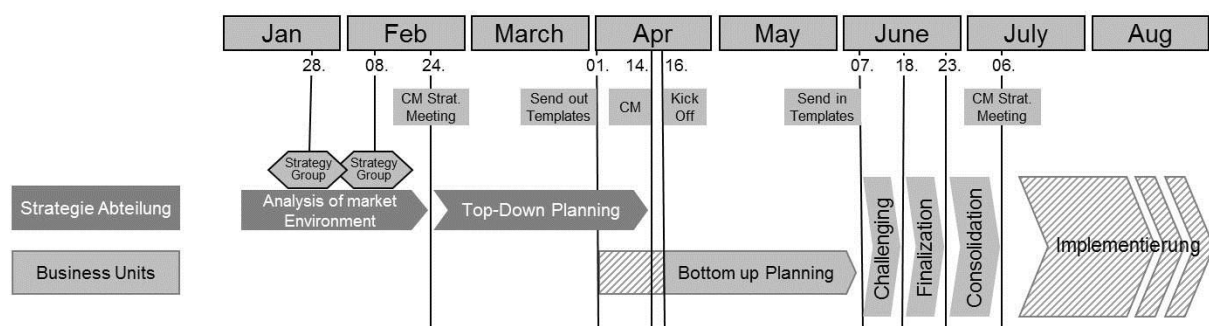 Jan Feb March Apr May June July Aug
28. 08. 24. 01. 14. 16. 07. 18. 23. 06.
CM Strat.
Meeting
Send out
Templates
CM
Kick
Off
Send in
Templates
CM Strat.
Meeting
Strategy
Group
Strategy
Group
Strategie Abteilung
Analysis of market
Environment
Top-Down Planning
Business Units
Bottom up Planning
Challenging
Finalization
Consolidation
Implementierung